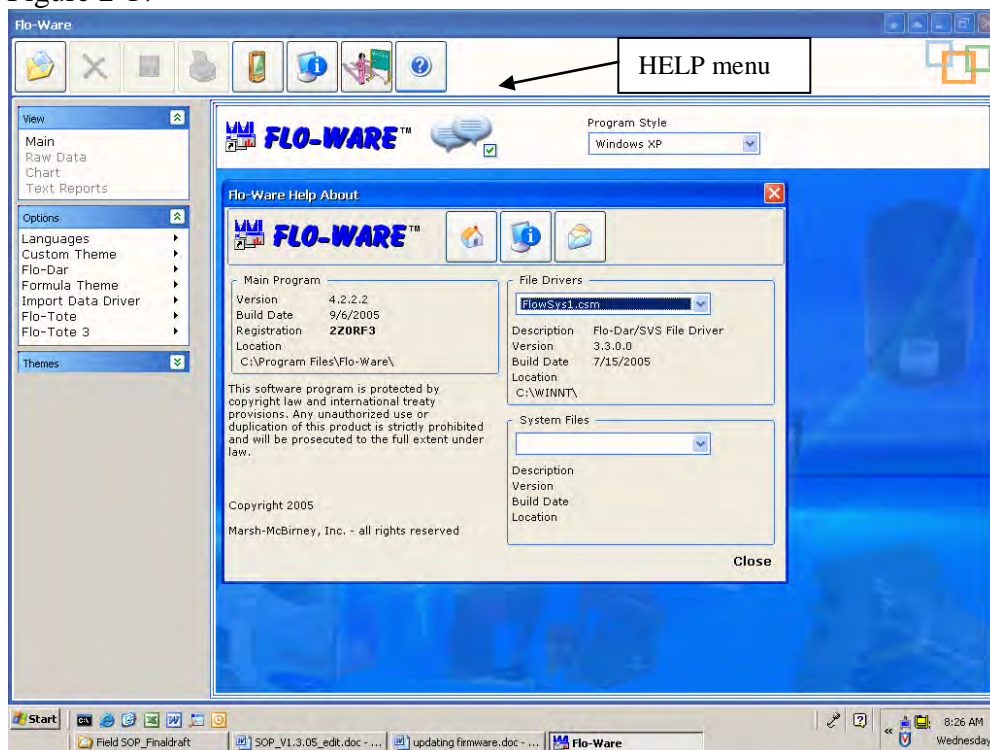 Flo-Ware
HELP menu
View
Main
Raw Data
Chart
Text Reports
Options
Languages
Custom Theme
Flo-Dar
Formula Theme
Import Data Driver
Flo-Tote
Flo-Tote 3
Themes
MMI FLO-WARE™
Program Style
Windows XP
Flo-Ware Help About
MMI FLO-WARE™
Main Program
Version 4.2.2.2
Build Date 9/6/2005
Registration 2Z0RF3
Location
C:\Program Files\Flo-Ware\
This software program is protected by
copyright law and international treaty
provisions. Any unauthorized use or
duplication of this product is strictly prohibited
and will be prosecuted to the full extent under
law.
Copyright 2005
Marsh-McBirney, Inc. - all rights reserved
File Drivers
FlowSys1.csm
Description Flo-Dar/SVS File Driver
Version 3.3.0.0
Build Date 7/15/2005
Location
C:\WINNT\
System Files
Description
Version
Build Date
Location
Close
Start
8:26 AM
Field SOP_Finaldraft
SOP_V1.3.05_edit.doc - ...
updating firmware.doc - ...
Flo-Ware
Wednesday